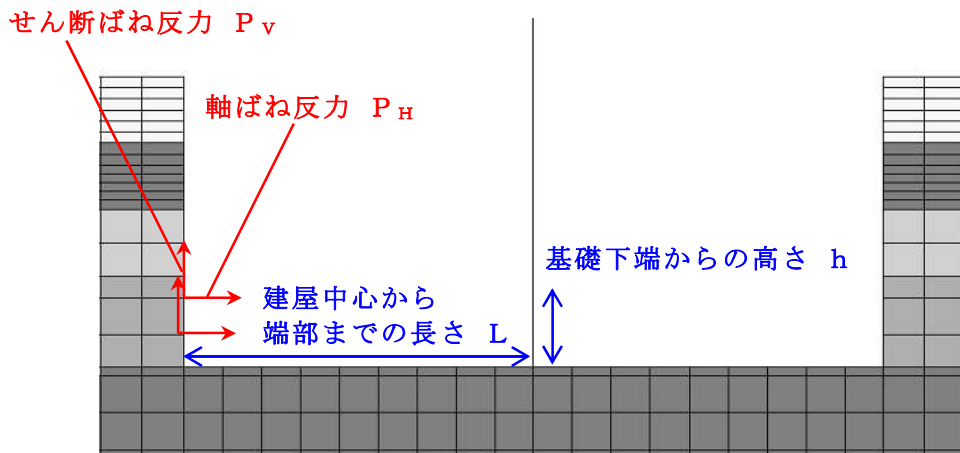 せん断ばね反力 ＰＶ
軸ばね反力 ＰＨ
基礎下端からの高さ ｈ
建屋中心から
端部までの長さ Ｌ